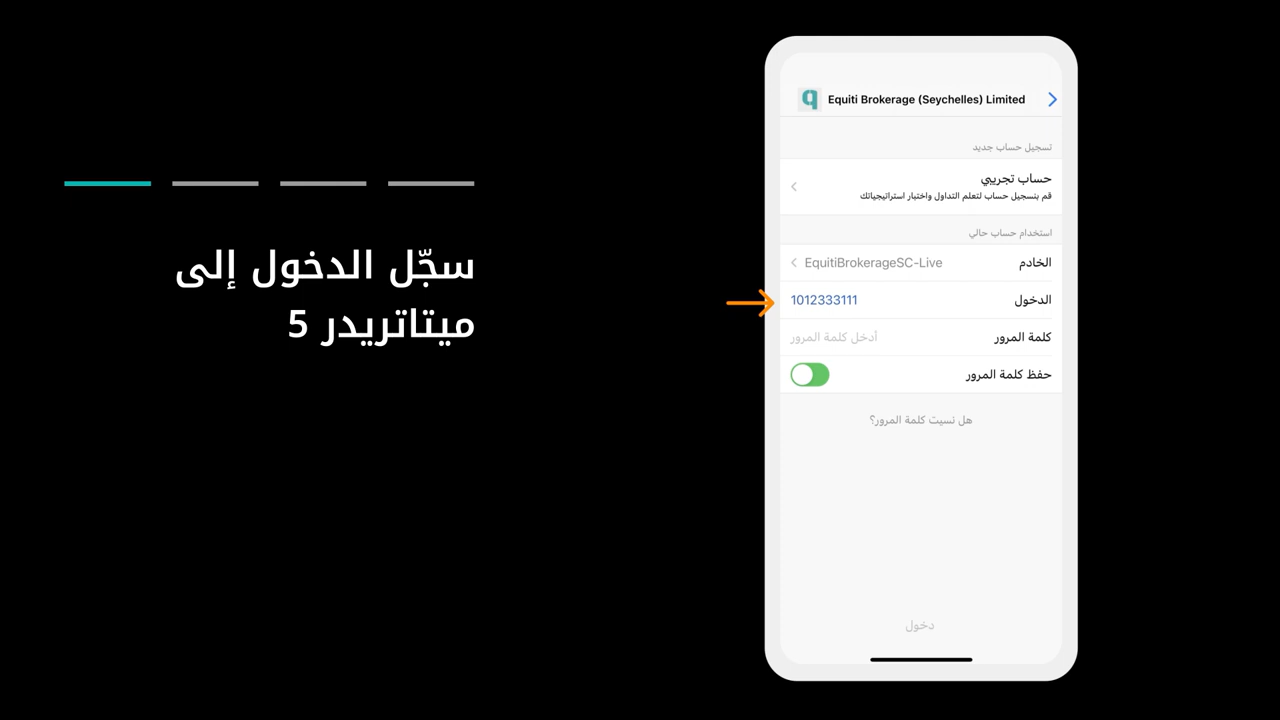 سجّل الدخول إلى
ميتاتريدر 5
Equiti Brokerage (Seychelles) Limited
تسجيل حساب جديد
حساب تجريبي
قم بتسجيل حساب لتعلم التداول واختبار استراتيجياتك
استخدام حساب حالي
الخادم EquitiBrokerageSC-Live
الدخول 1012333111
كلمة المرور أدخل كلمة المرور
حفظ كلمة المرور
هل نسيت كلمة المرور؟
دخول